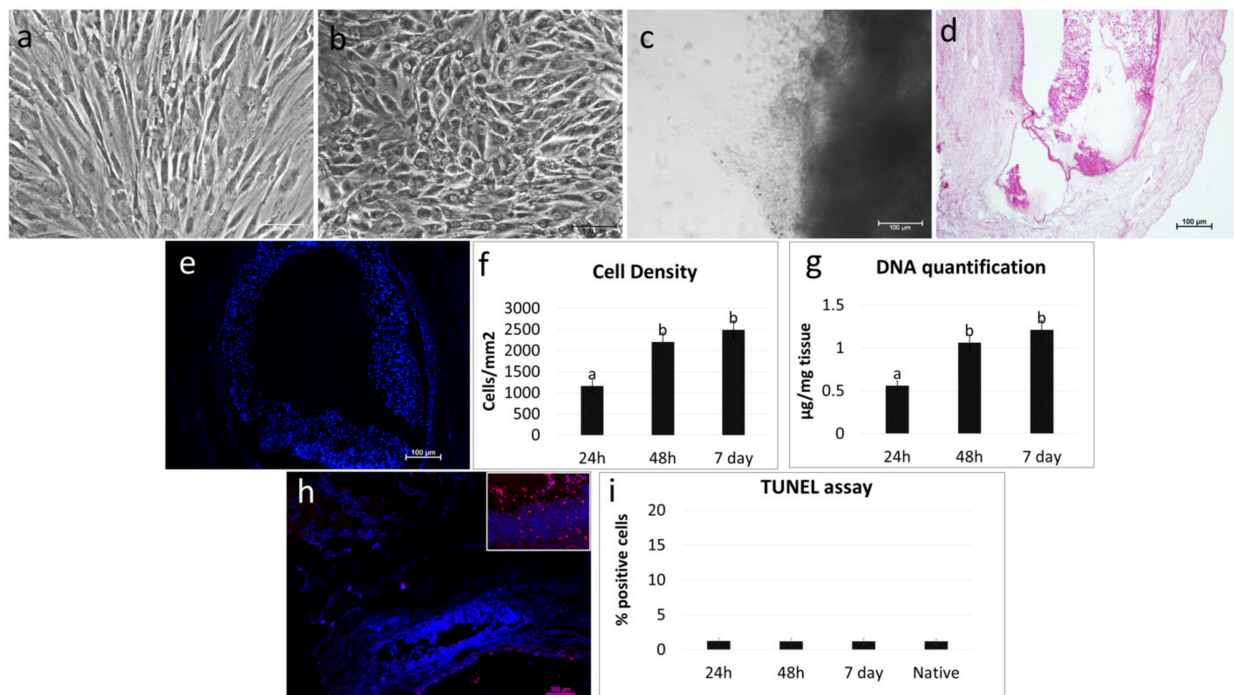 a
b
c
100 µm
d
100 µm
e
100 µm
f
Cell Density
Cells/mm2
3000
2500
2000
1500
1000
500
0
a
b
b
24h
48h
7 day
g
DNA quantification
µg/mg tissue
1.5
1
0.5
0
a
b
b
24h
48h
7 day
h
100 µm
i
TUNEL assay
% positive cells
20
15
10
5
0
24h
48h
7 day
Native